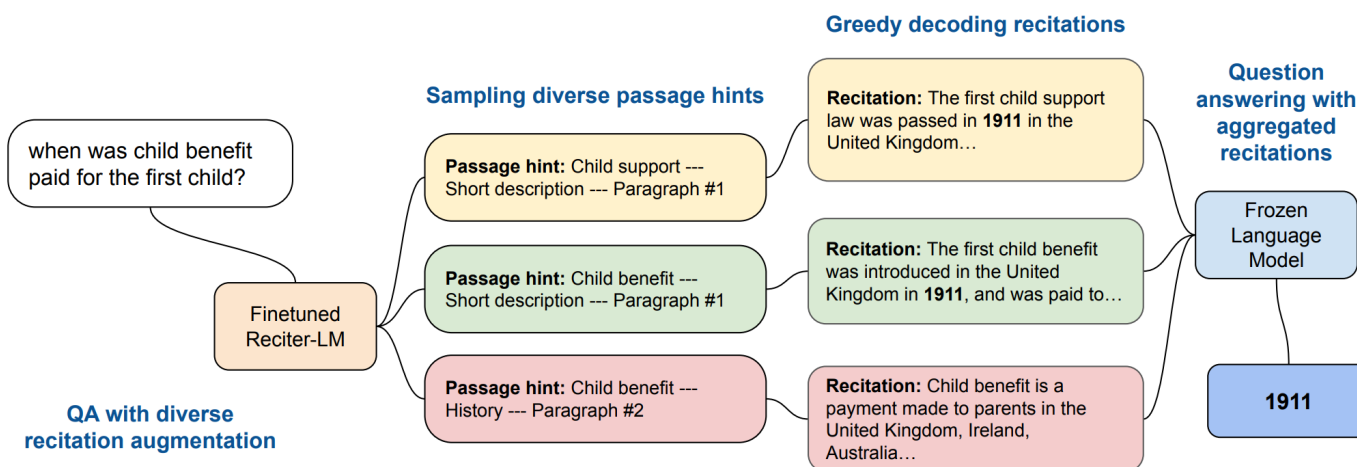 Greedy decoding recitations
Sampling diverse passage hints
Question
answering with
aggregated
recitations
when was child benefit
paid for the first child?
Passage hint: Child support ---
Short description --- Paragraph #1
Recitation: The first child support
law was passed in 1911 in the
United Kingdom…
Finetuned
Reciter-LM
Passage hint: Child benefit ---
Short description --- Paragraph #1
Recitation: The first child benefit
was introduced in the United
Kingdom in 1911, and was paid to…
Frozen
Language
Model
Passage hint: Child benefit ---
History --- Paragraph #2
Recitation: Child benefit is a
payment made to parents in the
United Kingdom, Ireland,
Australia…
1911
QA with diverse
recitation augmentation